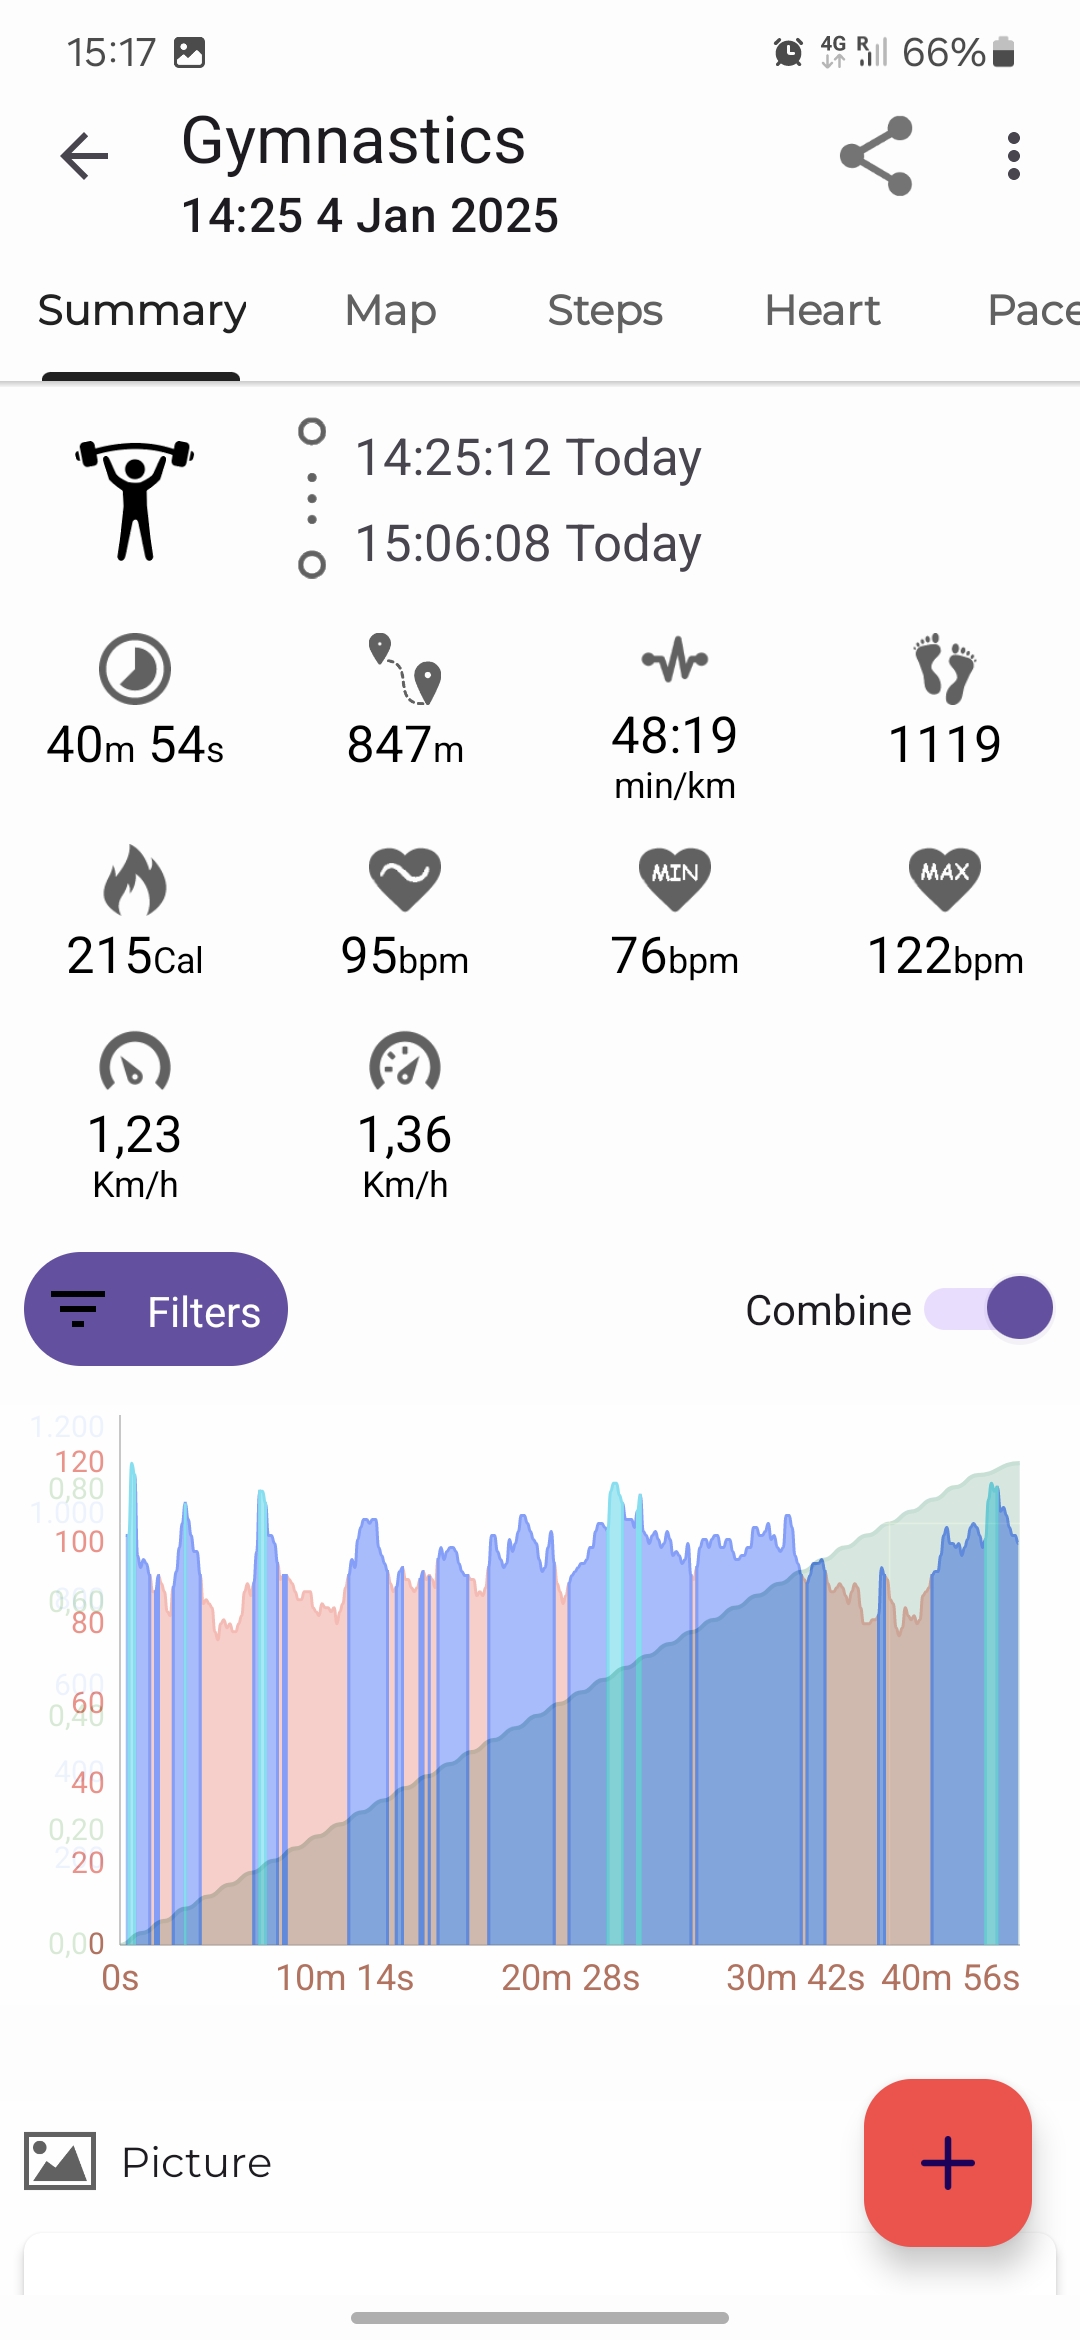 15:17 4G R 66%
Gymnastics
14:25 4 Jan 2025
Summary Map Steps Heart Pace
14:25:12 Today
15:06:08 Today
40m 54s 847m 48:19 1119
min/km
MIN MAX
215Cal 95bpm 76bpm 122bpm
1,23 1,36
Km/h Km/h
Filters Combine
1.200
120
0,80
1.000
100
0,60
80
600
60
0,40
400
40
0,20
20
0,00
0s 10m 14s 20m 28s 30m 42s 40m 56s
Picture